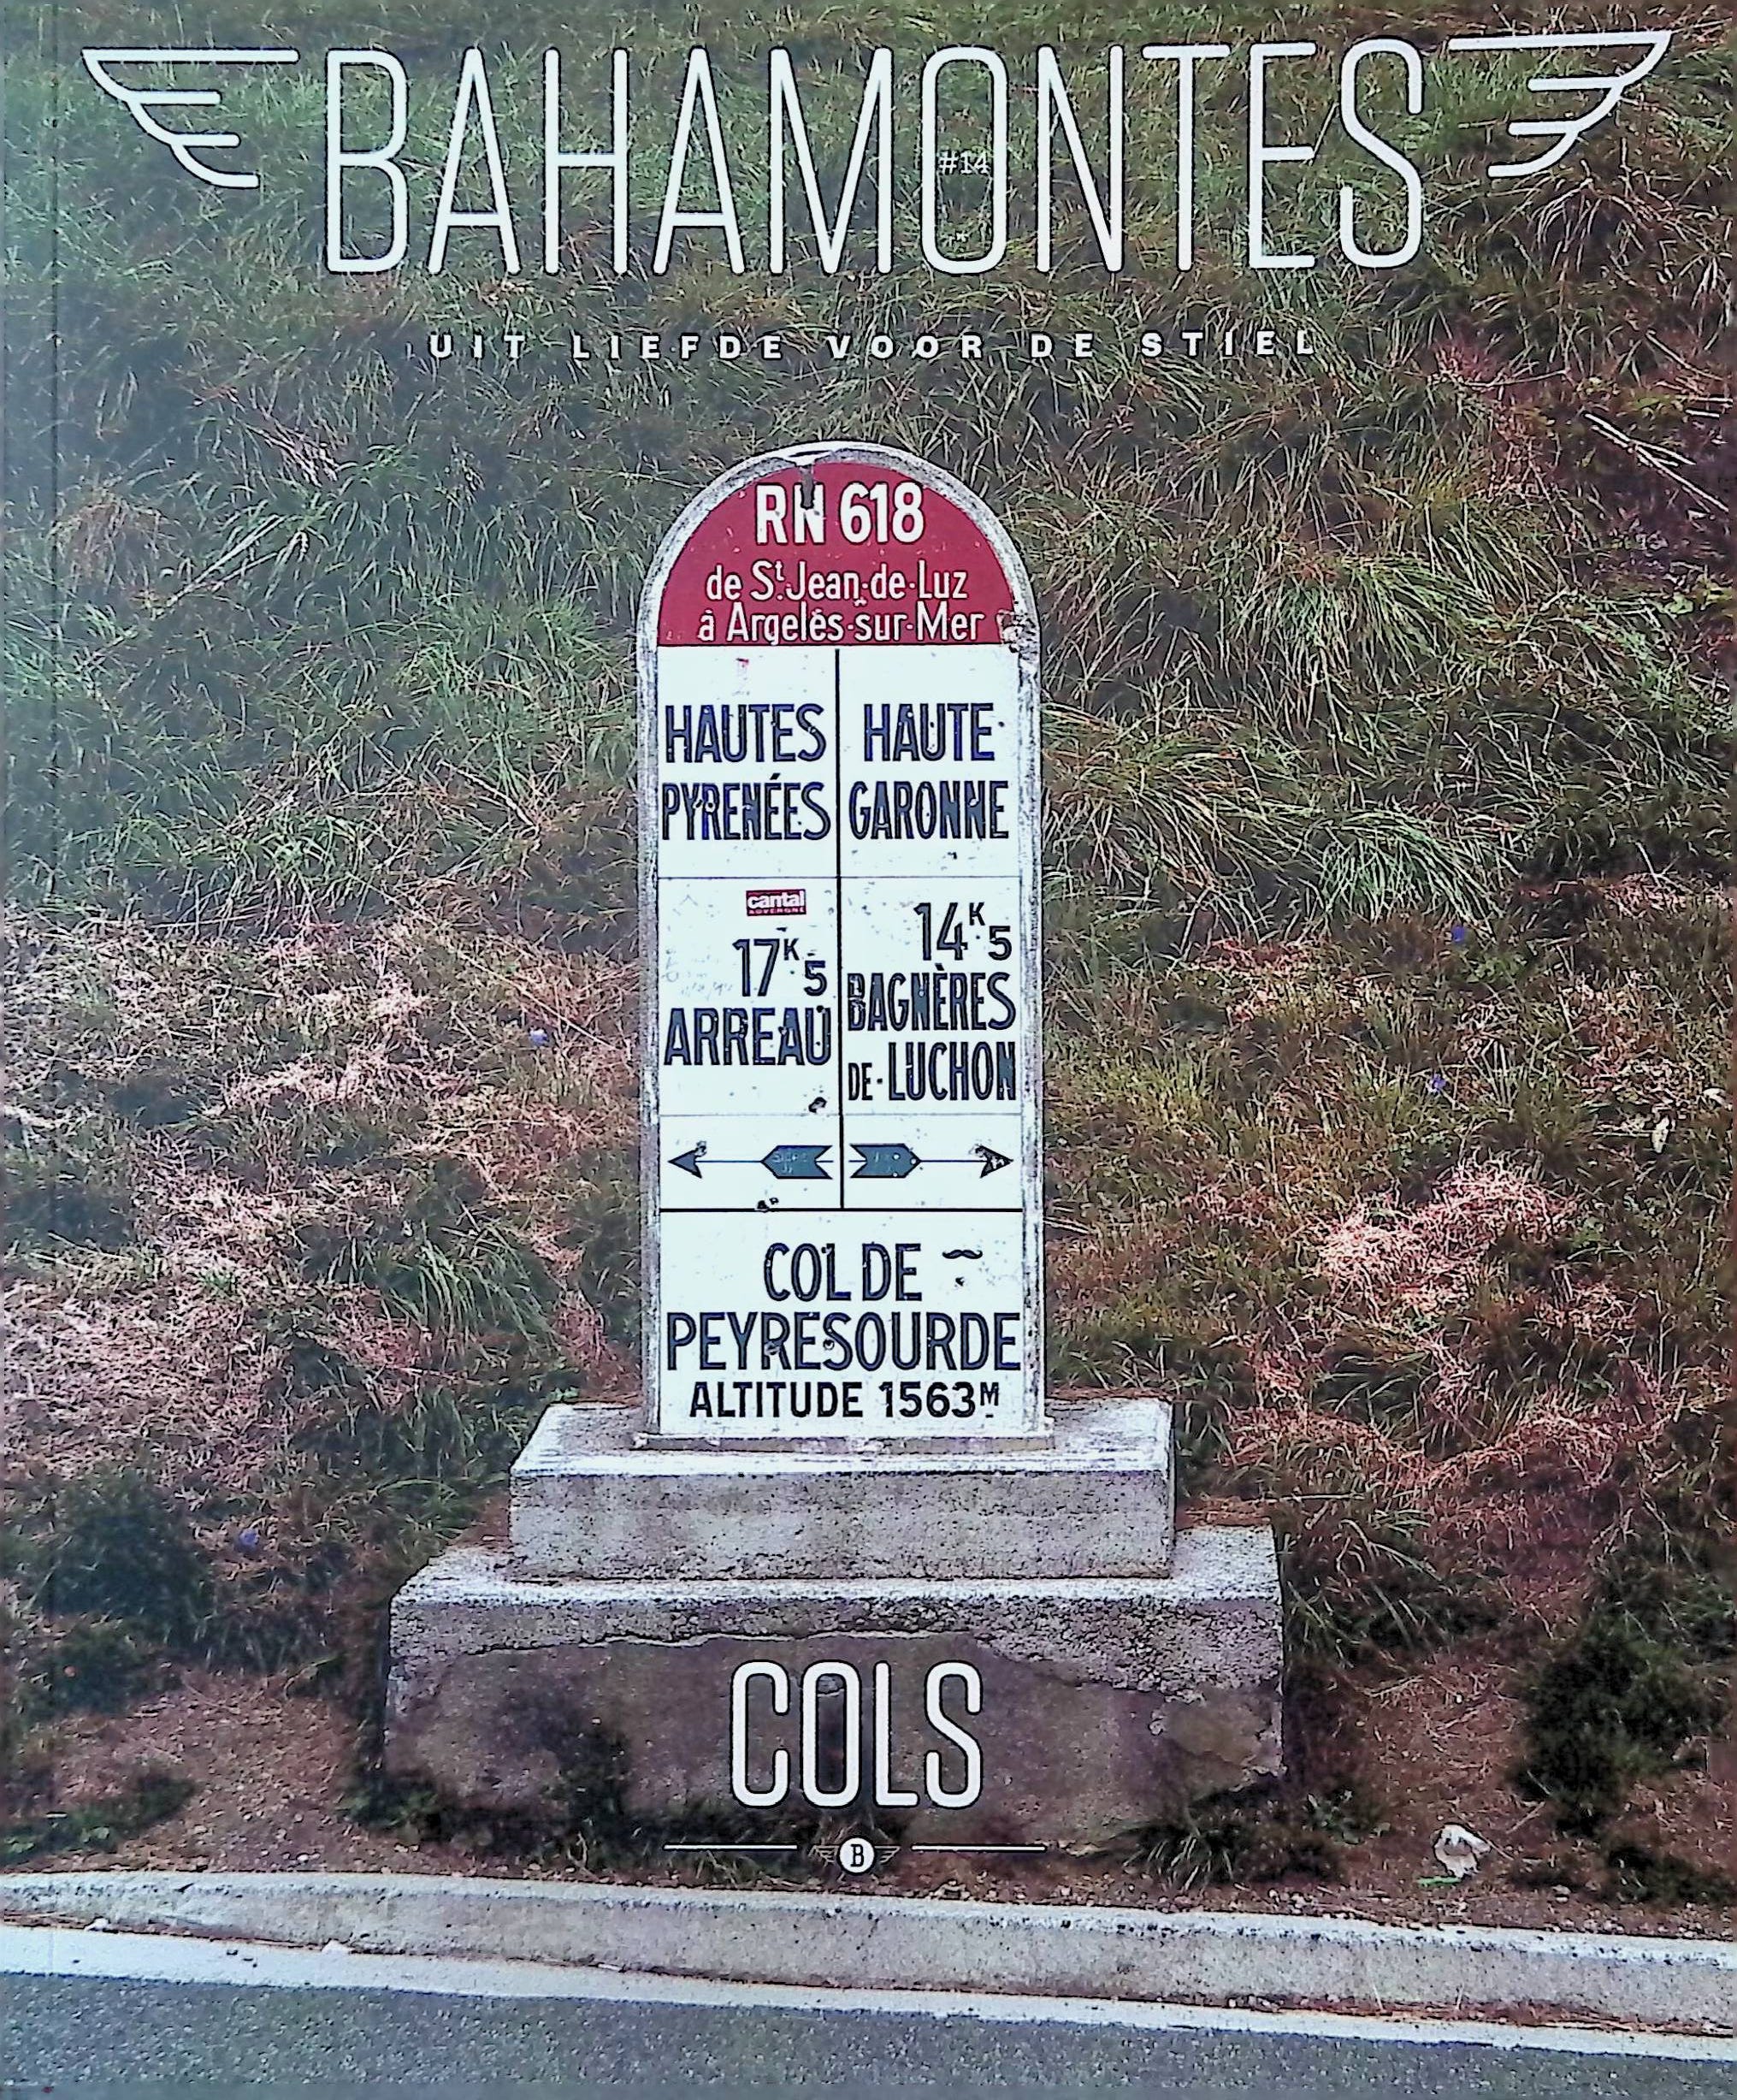 BAHAMONTES
#14
UIT LIEFDE VOOR DE STIEL
RN 618
de St. Jean-de-Luz
à Argelès-sur-Mer
HAUTES
PYRENÉES
HAUTE
GARONNE
cantal
AUVERGNE
17K5
ARREAU
14K5
BAGNÈRES
DE-LUCHON
COL DE
PEYRESOURDE
ALTITUDE 1563M
COLS
B